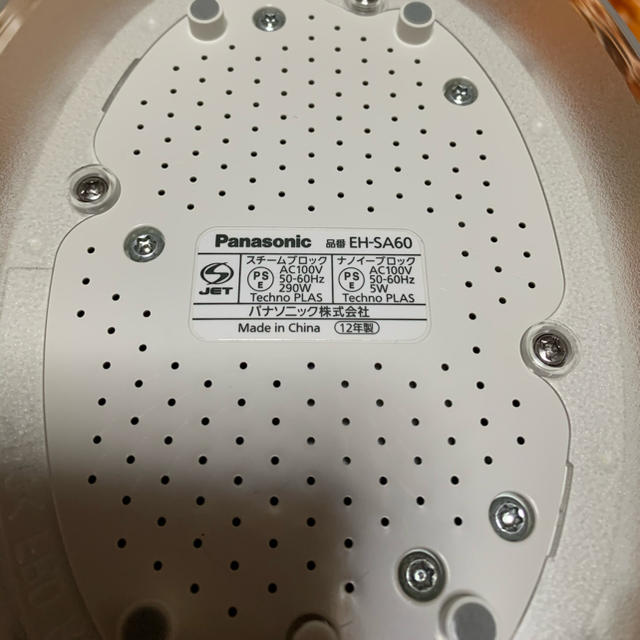 Panasonic 品番 EH-SA60
スチームブロック ナノイーブロック
JET PSE AC100V 50-60Hz 290W Techno PLAS
PSE AC100V 50-60Hz 5W Techno PLAS
パナソニック株式会社
Made in China 12年製